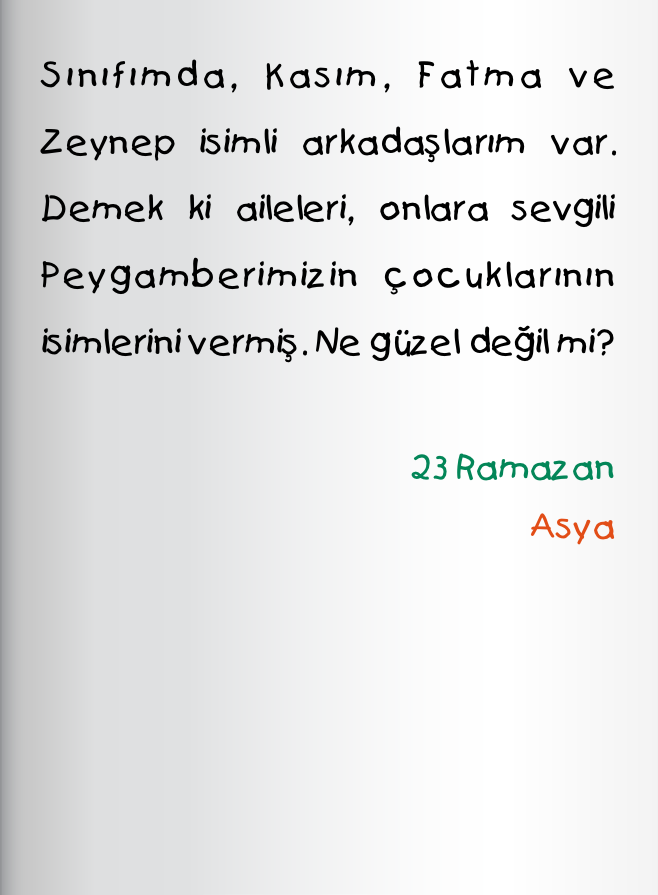 Sınıfımda, Kasım, Fatma ve
Zeynep isimli arkadaşlarım var.
Demek ki aileleri, onlara sevgili
Peygamberimizin çocuklarının
isimlerini vermiş. Ne güzel değil mi?
23 Ramazan
Asya